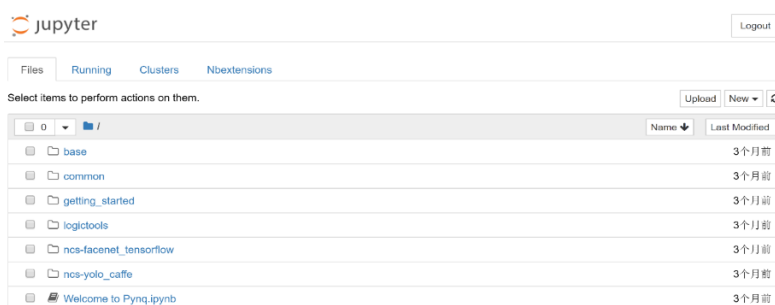 jupyter
Logout
Files Running Clusters Nbextensions
Select items to perform actions on them.
Upload New
0 / Name Last Modified
base 3个月前
common 3个月前
getting_started 3个月前
logictools 3个月前
ncs-facenet_tensorflow 3个月前
ncs-yolo_caffe 3个月前
Welcome to Pynq.ipynb 3个月前